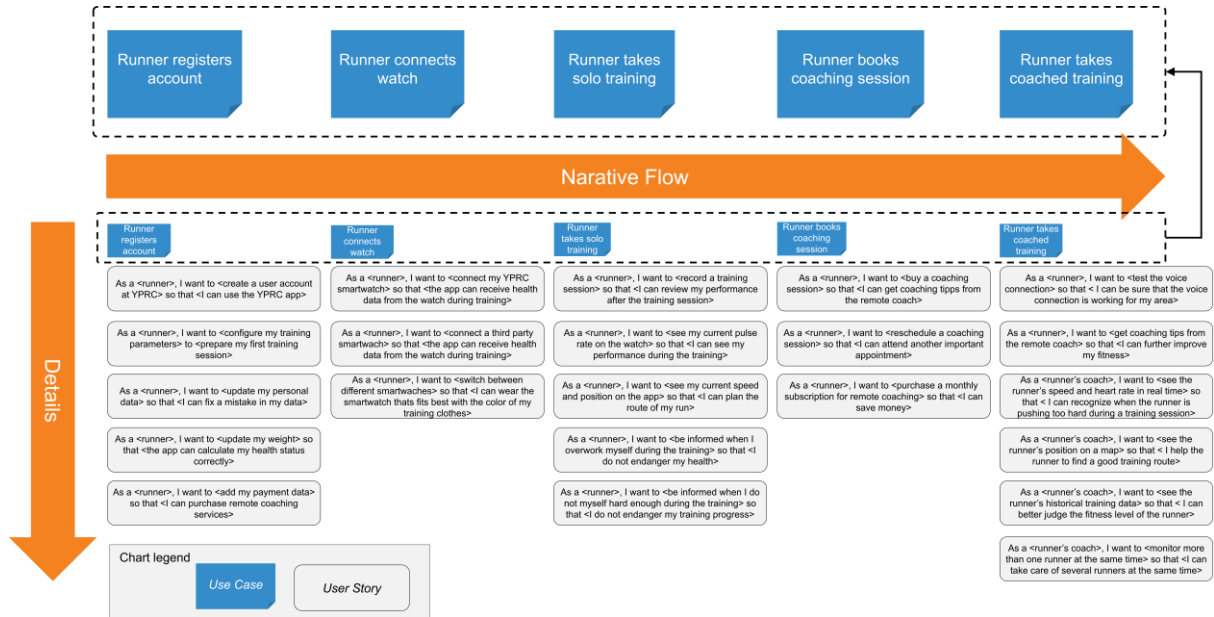 Runner registers
account
Runner connects
watch
Runner takes
solo training
Runner books
coaching session
Runner takes
coached training
Narative Flow
Details
Runner
registers
account
Runner
connects
watch
Runner
takes solo
training
Runner books
coaching
session
Runner takes
coached
training
As a <runner>, I want to <create a user account
at YPRC> so that <I can use the YPRC app>
As a <runner>, I want to <configure my training
parameters> to <prepare my first training
session>
As a <runner>, I want to <update my personal
data> so that <I can fix a mistake in my data>
As a <runner>, I want to <update my weight> so
that <the app can calculate my health status
correctly>
As a <runner>, I want to <add my payment data>
so that <I can purchase remote coaching
services>
As a <runner>, I want to <connect my YPRC
smartwatch> so that <the app can receive health
data from the watch during training>
As a <runner>, I want to <connect a third party
smartwach> so that <the app can receive health
data from the watch during training>
As a <runner>, I want to <switch between
different smartwaches> so that <I can wear the
smartwatch thats fits best with the color of my
training clothes>
As a <runner>, I want to <record a training
session> so that <I can review my performance
after the training session>
As a <runner>, I want to <see my current pulse
rate on the watch> so that <I can see my
performance during the training>
As a <runner>, I want to <see my current speed
and position on the app> so that <I can plan the
route of my run>
As a <runner>, I want to <be informed when I
overwork myself during the training> so that <I
do not endanger my health>
As a <runner>, I want to <be informed when I do
not myself hard enough during the training> so
that <I do not endanger my training progress>
As a <runner>, I want to <buy a coaching
session> so that <I can get coaching tipps from
the remote coach>
As a <runner>, I want to <reschedule a coaching
session> so that <I can attend another important
appointment>
As a <runner>, I want to <purchase a monthly
subscription for remote coaching> so that <I can
save money>
As a <runner>, I want to <test the voice
connection> so that < I can be sure that the voice
connection is working for my area>
As a <runner>, I want to <get coaching tips from
the remote coach> so that <I can further improve
my fitness>
As a <runner's coach>, I want to <see the
runner's speed and heart rate in real time> so
that < I can recognize when the runner is
pushing too hard during a training session>
As a <runner's coach>, I want to <see the
runner's position on a map> so that < I help the
runner to find a good training route>
As a <runner's coach>, I want to <see the
runner's historical training data> so that < I can
better judge the fitness level of the runner>
As a <runner's coach>, I want to <monitor more
than one runner at the same time> so that <I can
take care of several runners at the same time>
Chart legend
Use Case
User Story